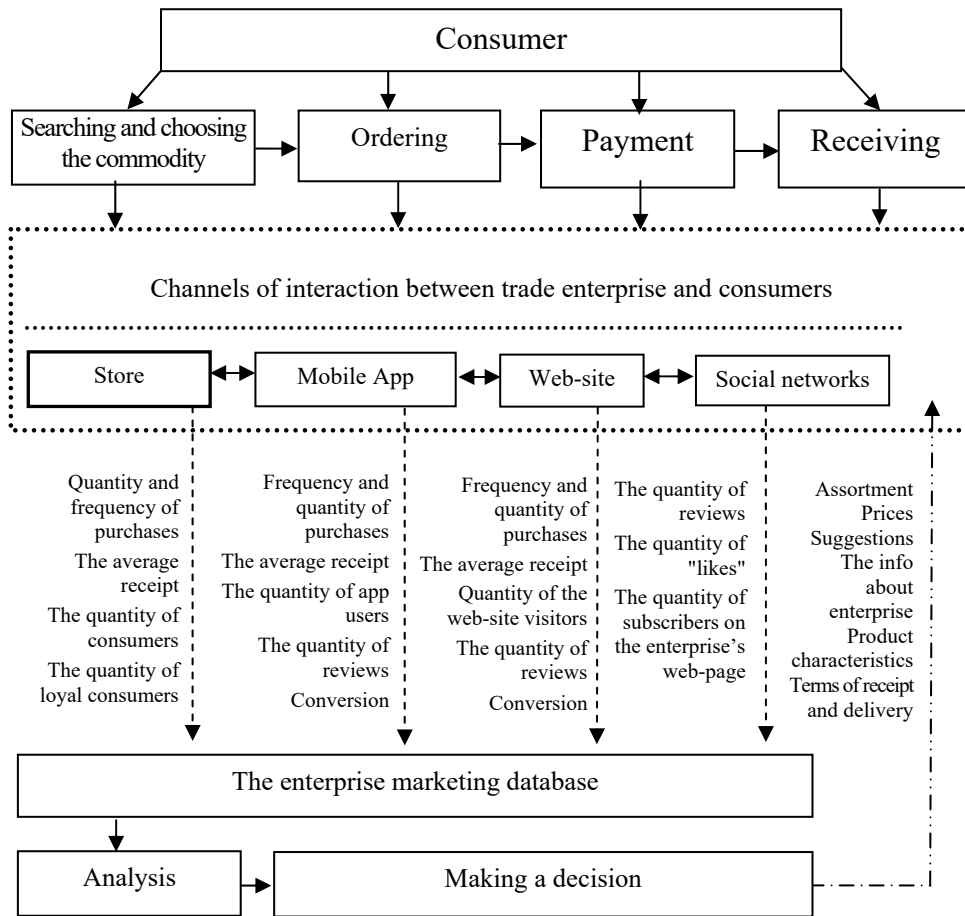 Consumer
Searching and choosing
the commodity
Ordering
Payment
Receiving
Channels of interaction between trade enterprise and consumers
Store
Mobile App
Web-site
Social networks
Quantity and
frequency of
purchases
The average
receipt
The quantity of
consumers
The quantity of
loyal consumers
Frequency and
quantity of
purchases
The average receipt
The quantity of app
users
The quantity of
reviews
Conversion
Frequency and
quantity of
purchases
The average receipt
Quantity of the
web-site visitors
The quantity of
reviews
Conversion
The quantity of
reviews
The quantity of
"likes"
The quantity of
subscribers on
the enterprise’s
web-page
Assortment
Prices
Suggestions
The info
about
enterprise
Product
characteristics
Terms of receipt
and delivery
The enterprise marketing database
Analysis
Making a decision